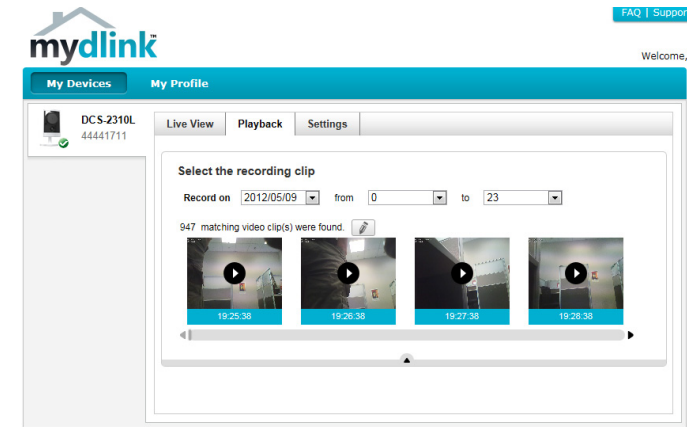 FAQ | Suppor
mydlink
Welcome,
My Devices My Profile
DCS-2310L
44441711
Live View Playback Settings
Select the recording clip
Record on 2012/05/09 from 0 to 23
947 matching video clip(s) were found.
19:25:38 19:26:38 19:27:38 19:28:38